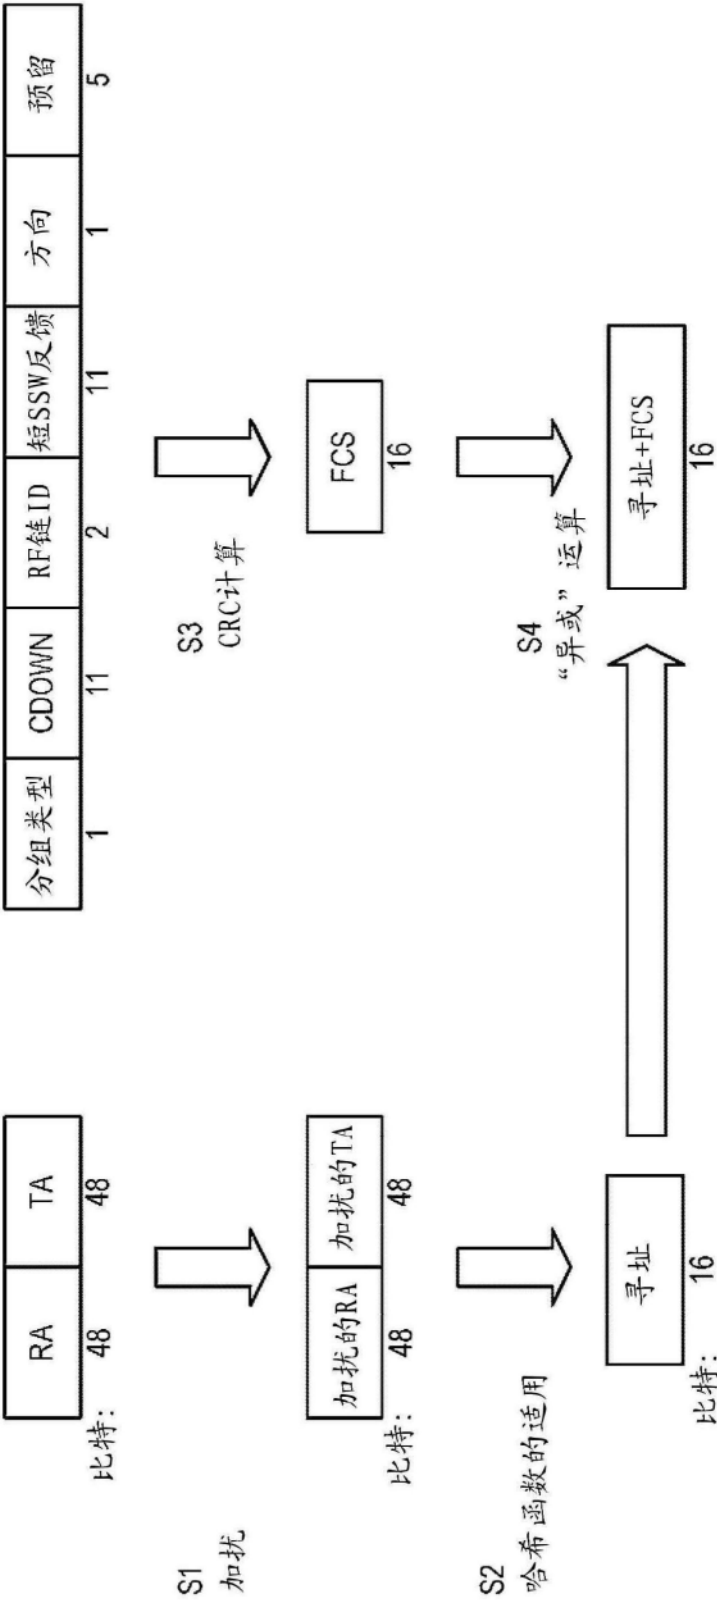 RA TA 分组类型 CDOWN RF链ID 短SSW反馈 方向 预留
比特: 48 48 1 11 2 11 1 5
S1
加扰
S3
CRC计算
加扰的RA 加扰的TA FCS
比特: 48 48 16
S2
哈希函数的适用
S4
“异或”运算
寻址 寻址+FCS
比特: 16 16